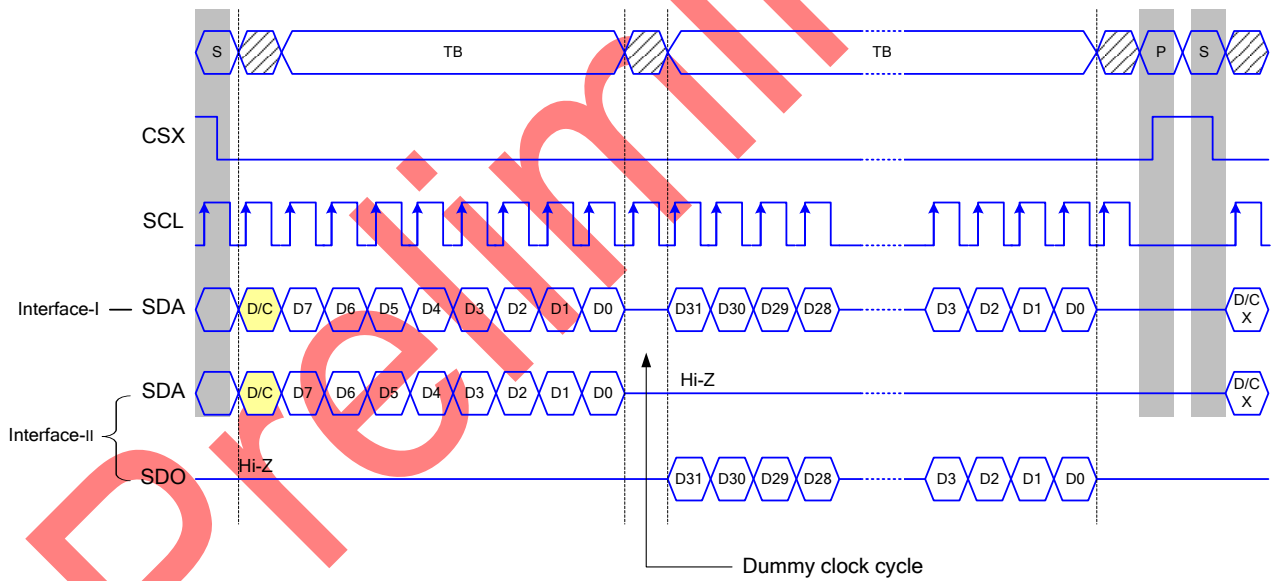 S TB TB P S
CSX
SCL
Interface-I SDA D/C D7 D6 D5 D4 D3 D2 D1 D0 D31 D30 D29 D28 D3 D2 D1 D0 D/C X
SDA D/C D7 D6 D5 D4 D3 D2 D1 D0 Hi-Z D/C X
Interface-II
SDO Hi-Z D31 D30 D29 D28 D3 D2 D1 D0
Dummy clock cycle